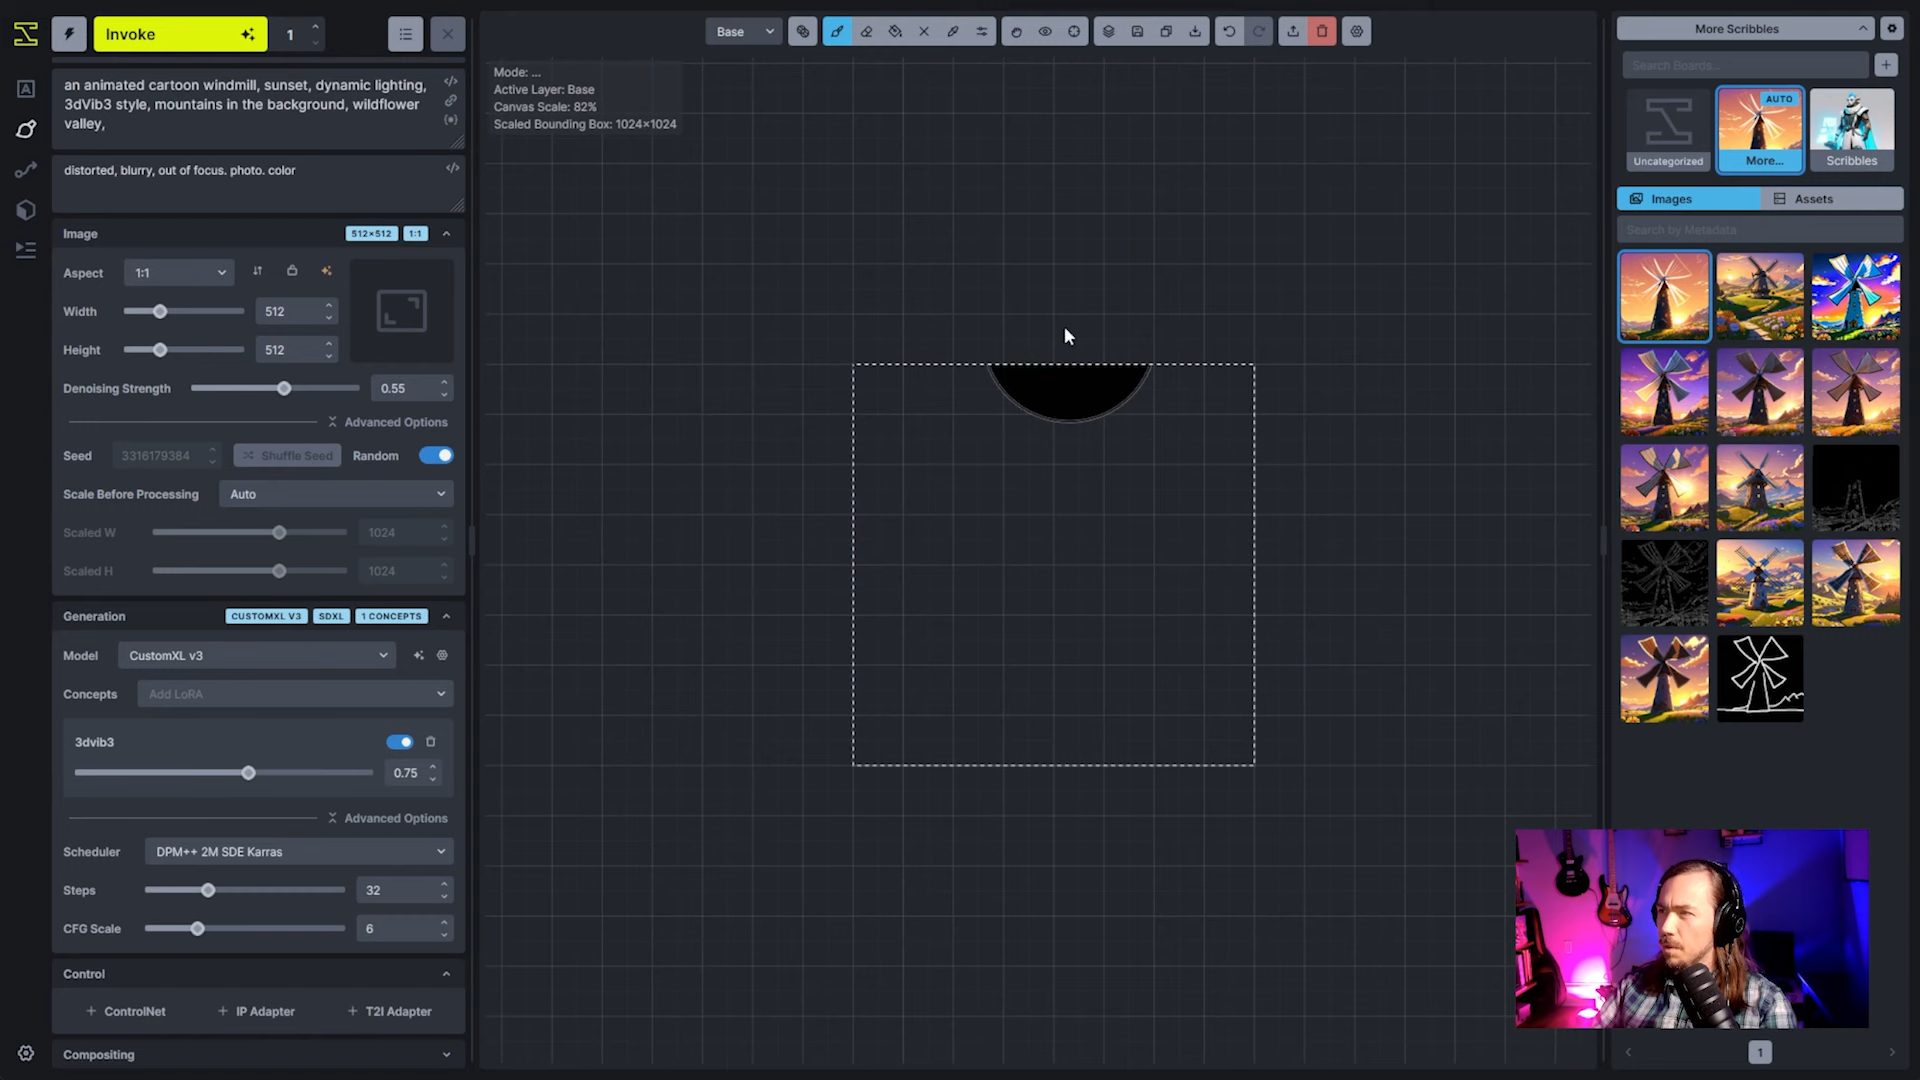 Invoke
1
an animated cartoon windmill, sunset, dynamic lighting,
3dVib3 style, mountains in the background, wildflower
valley,
distorted, blurry, out of focus. photo. color
Image
512×512
1:1
Aspect
1:1
Width
512
Height
512
Denoising Strength
0.55
Advanced Options
Seed
3316179384
Shuffle Seed
Random
Scale Before Processing
Auto
Scaled W
1024
Scaled H
1024
Generation
CUSTOMXL V3
SDXL
1 CONCEPTS
Model
CustomXL v3
Concepts
Add LoRA
3dvib3
0.75
Advanced Options
Scheduler
DPM++ 2M SDE Karras
Steps
32
CFG Scale
6
Control
+ ControlNet
+ IP Adapter
+ T2I Adapter
Compositing
Base
Mode: ...
Active Layer: Base
Canvas Scale: 82%
Scaled Bounding Box: 1024×1024
More Scribbles
Search Boards...
Uncategorized
AUTO
More...
Scribbles
Images
Assets
Search by Metadata
1